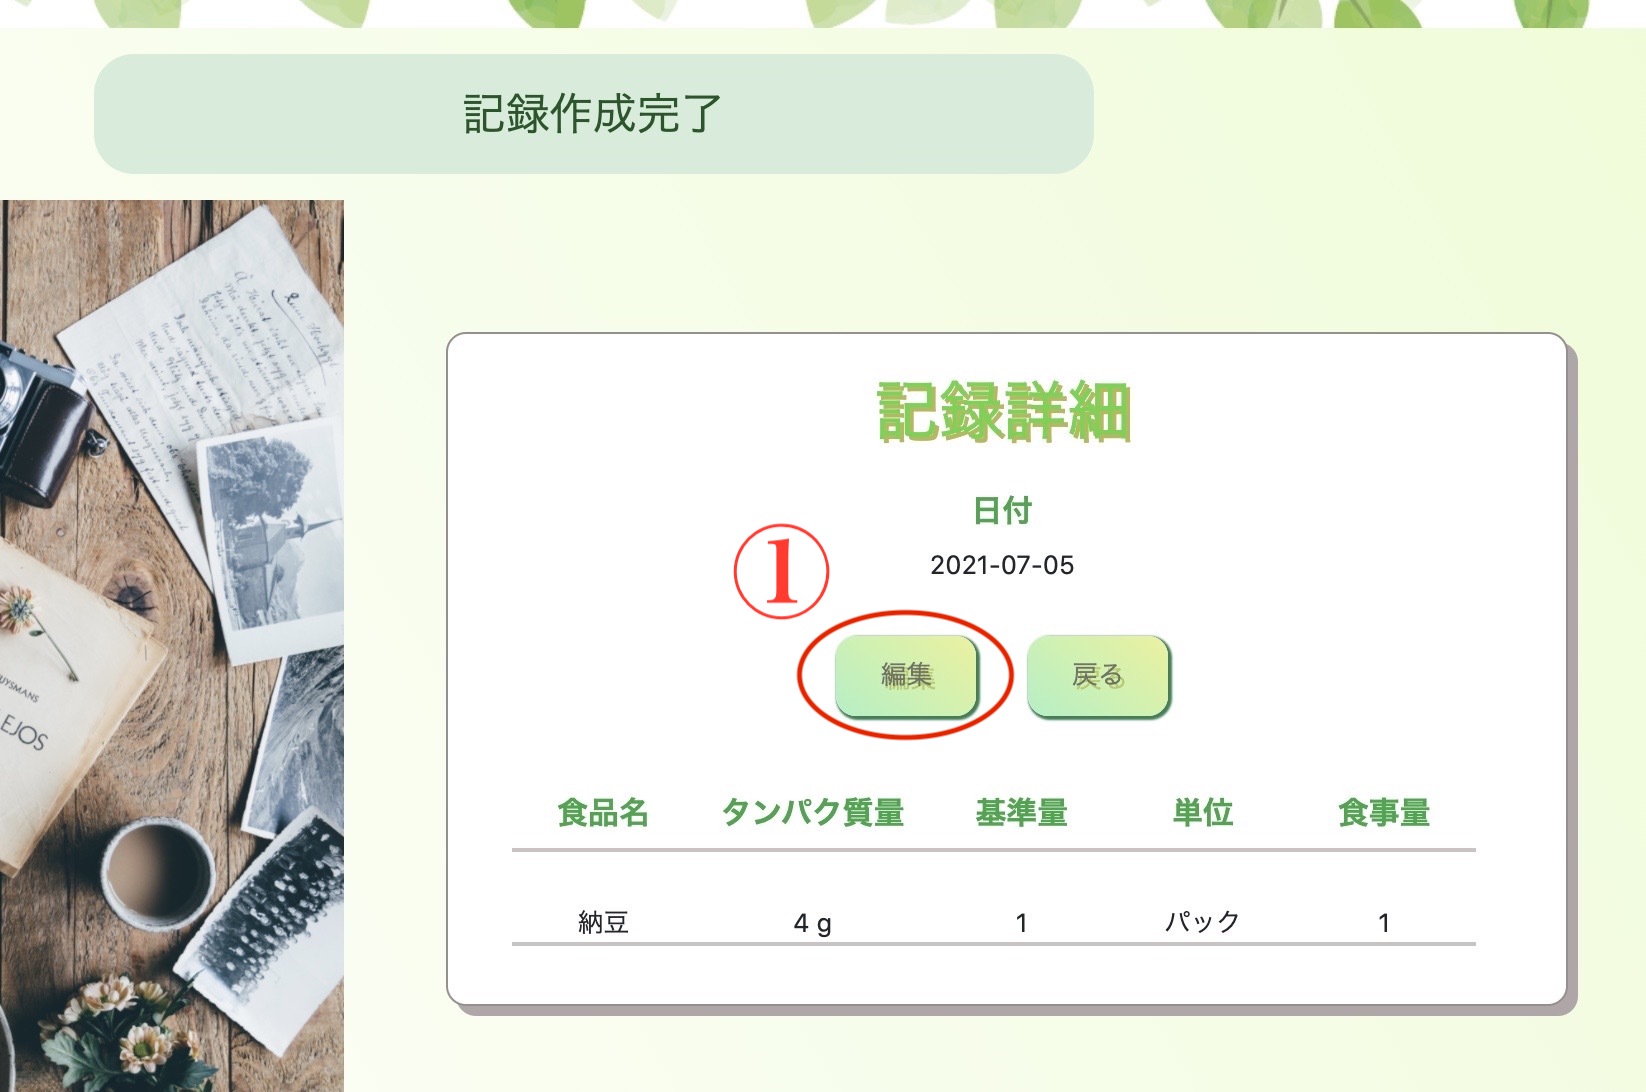 記録作成完了
UYSMANS
EJOS
記録詳細
日付
①
2021-07-05
編集 戻る
食品名 タンパク質量 基準量 単位 食事量
納豆 4 g 1 パック 1